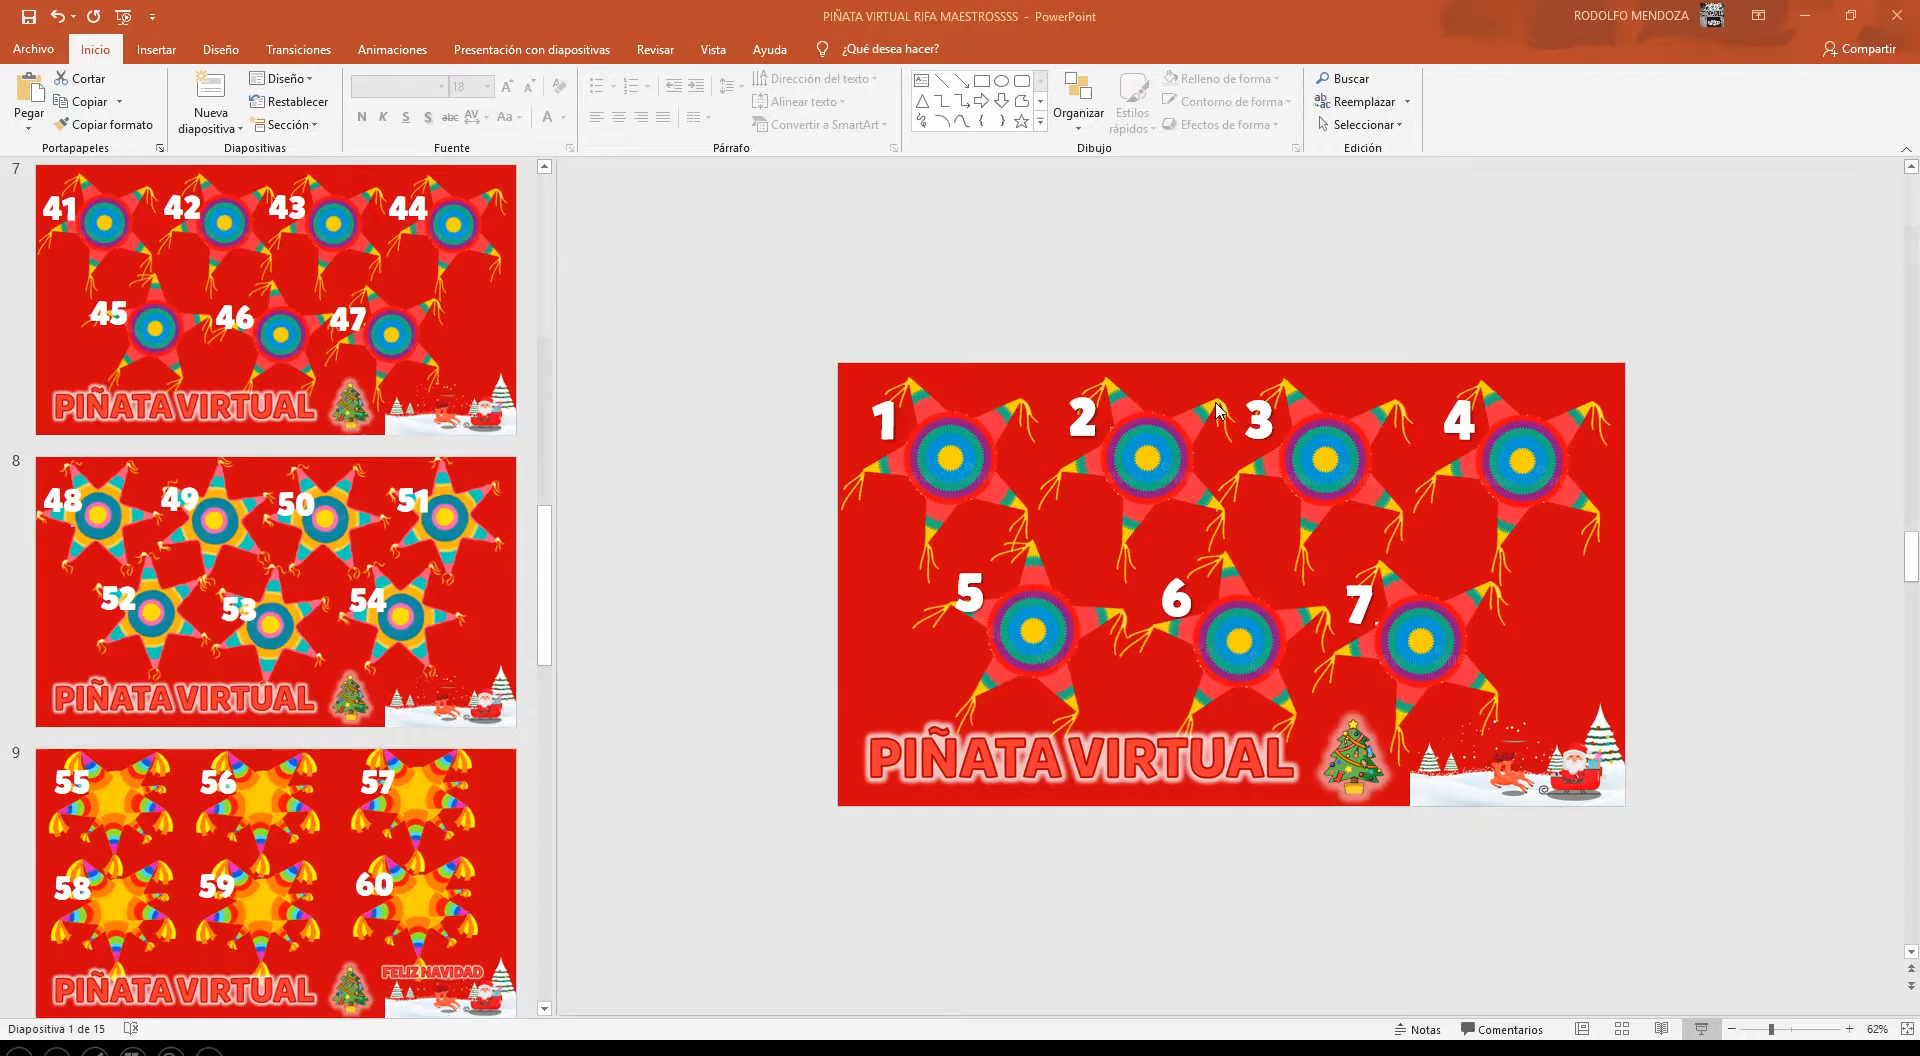 PIÑATA VIRTUAL RIFA MAESTROSSSS - PowerPoint
RODOLFO MENDOZA
Archivo Inicio Insertar Diseño Transiciones Animaciones Presentación con diapositivas Revisar Vista Ayuda ¿Qué desea hacer? Compartir
Pegar
Cortar
Copiar
Copiar formato
Portapapeles
Nueva
diapositiva
Diseño
Restablecer
Sección
Diapositivas
18
N K S S abc AV Aa A
Fuente
Dirección del texto
Alinear texto
Convertir a SmartArt
Párrafo
Organizar
Estilos
rápidos
Relleno de forma
Contorno de forma
Efectos de forma
Dibujo
Buscar
Reemplazar
Seleccionar
Edición
7
41 42 43 44
45 46 47
PIÑATA VIRTUAL
8
48 49 50 51
52 53 54
PIÑATA VIRTUAL
9
55 56 57
58 59 60
PIÑATA VIRTUAL
FELIZ NAVIDAD
1 2 3 4
5 6 7
PIÑATA VIRTUAL
Diapositiva 1 de 15
Notas Comentarios 62%